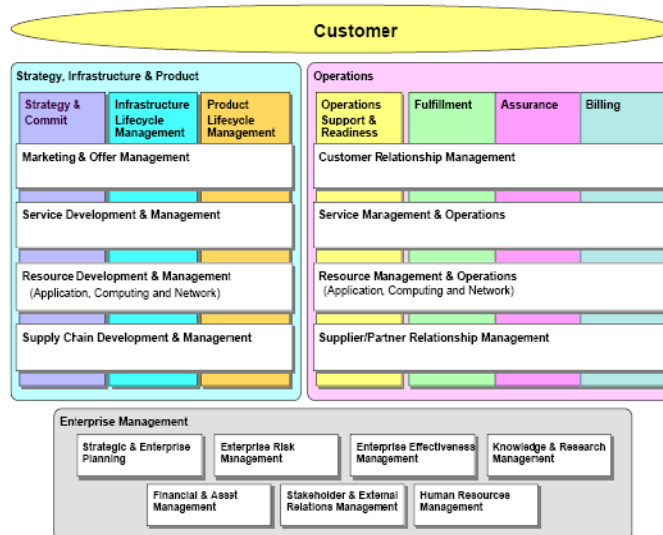 Customer
Strategy, Infrastructure & Product
Strategy &
Commit
Infrastructure
Lifecycle
Management
Product
Lifecycle
Management
Marketing & Offer Management
Service Development & Management
Resource Development & Management
(Application, Computing and Network)
Supply Chain Development & Management
Operations
Operations
Support &
Readiness
Fulfillment
Assurance
Billing
Customer Relationship Management
Service Management & Operations
Resource Management & Operations
(Application, Computing and Network)
Supplier/Partner Relationship Management
Enterprise Management
Strategic & Enterprise
Planning
Enterprise Risk
Management
Enterprise Effectiveness
Management
Knowledge & Research
Management
Financial & Asset
Management
Stakeholder & External
Relations Management
Human Resources
Management